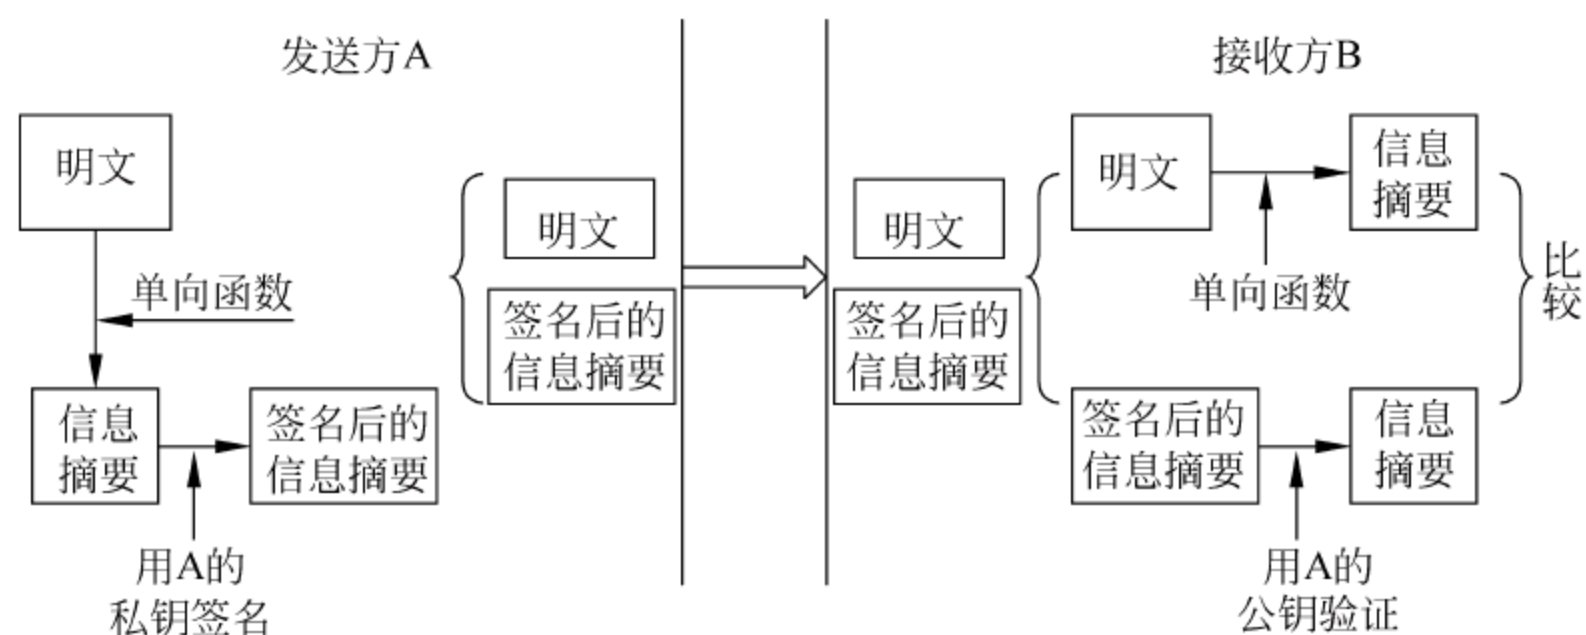 发送方A
明文
单向函数
信息
摘要
签名后的
信息摘要
用A的
私钥签名
明文
签名后的
信息摘要
接收方B
明文
签名后的
信息摘要
明文
单向函数
信息
摘要
签名后的
信息摘要
用A的
公钥验证
信息
摘要
比
较